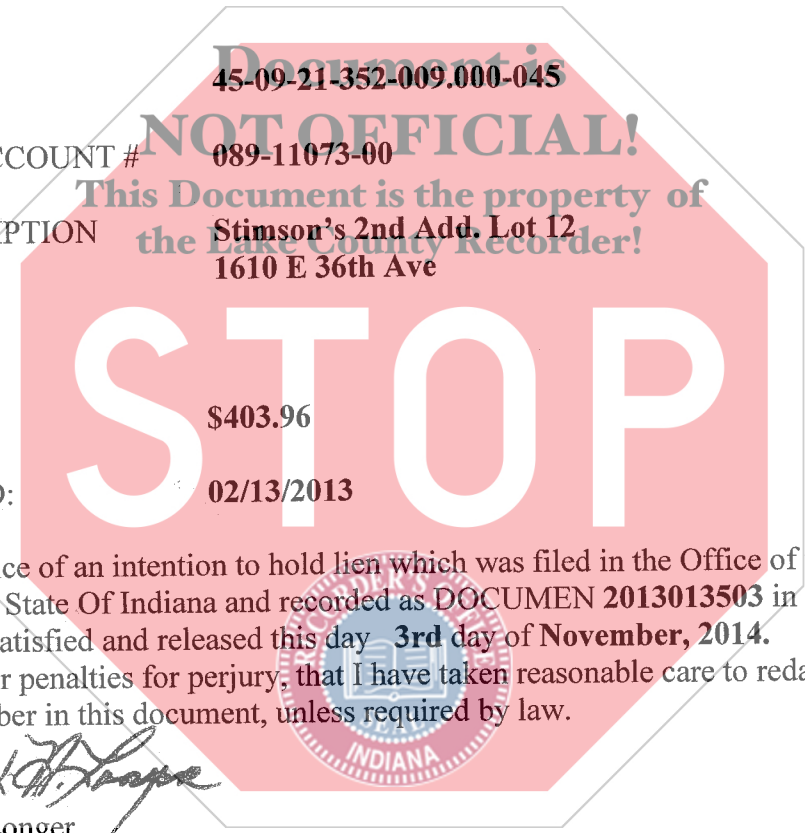 Document is
45-09-21-352-009.000-045
NOT OFFICIAL!
CCOUNT # 089-11073-00
This Document is the property of
IPTION Stimson's 2nd Add. Lot 12
the Lake County Recorder!
1610 E 36th Ave
STOP
$403.96
D: 02/13/2013
ce of an intention to hold lien which was filed in the Office of
State Of Indiana and recorded as DOCUMEN 2013013503 in
atisfied and released this day 3rd day of November, 2014.
r penalties for perjury, that I have taken reasonable care to reda
ber in this document, unless required by law.
RECORDER'S OFFICE
SEAL
INDIANA
onger